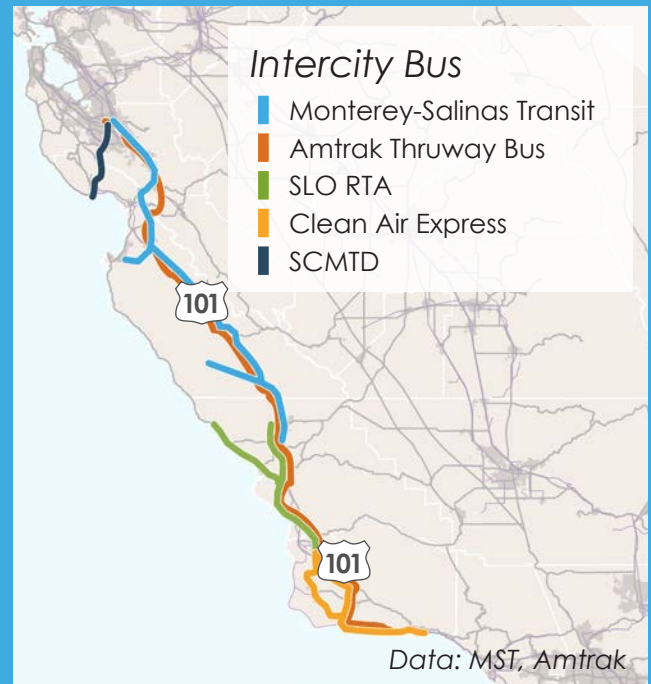 Intercity Bus
Monterey-Salinas Transit
Amtrak Thruway Bus
SLO RTA
Clean Air Express
SCMTD
101
101
Data: MST, Amtrak